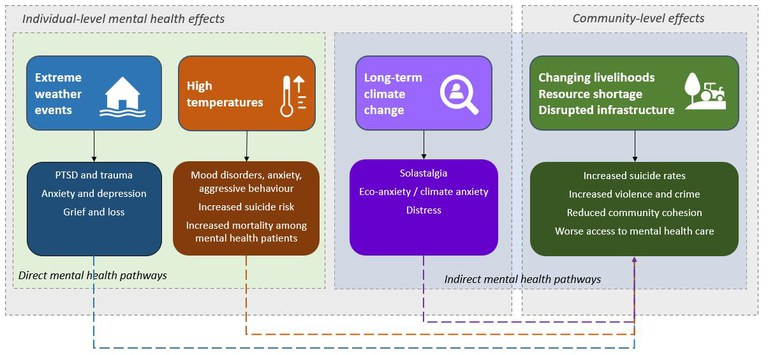 Individual-level mental health effects
Community-level effects
Extreme
weather
events
High
temperatures
Long-term
climate
change
Changing livelihoods
Resource shortage
Disrupted infrastructure
PTSD and trauma
Anxiety and depression
Grief and loss
Mood disorders, anxiety,
aggressive behaviour
Increased suicide risk
Increased mortality among
mental health patients
Solastalgia
Eco-anxiety / climate anxiety
Distress
Increased suicide rates
Increased violence and crime
Reduced community cohesion
Worse access to mental health care
Direct mental health pathways
Indirect mental health pathways